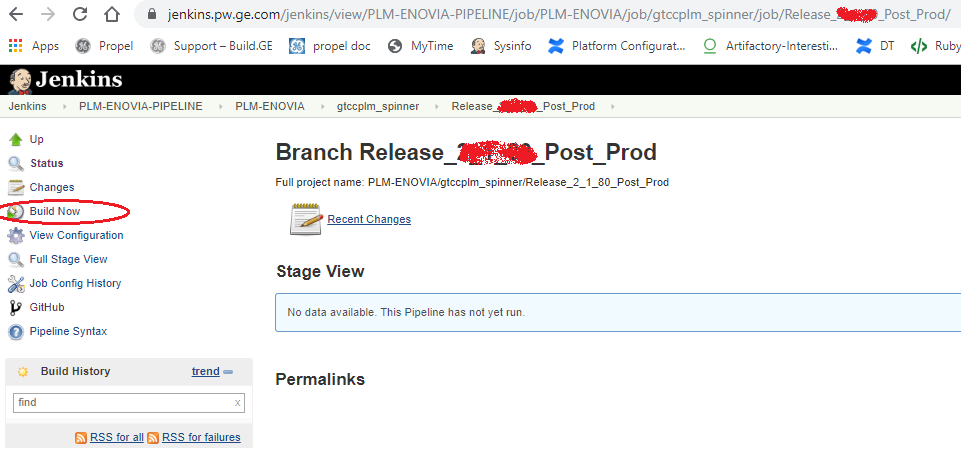 jenkins.pw.ge.com/jenkins/view/PLM-ENOVIA-PIPELINE/job/PLM-ENOVIA/job/gtccplm_spinner/job/Release_2 _Post_Prod/
Apps Propel Support – Build.GE propel doc MyTime Sysinfo Platform Configurat... Artifactory-Interesti... DT Ruby
Jenkins
Jenkins PLM-ENOVIA-PIPELINE PLM-ENOVIA gtccplm_spinner Release_ _Post_Prod
Up
Status
Changes
Build Now
View Configuration
Full Stage View
Job Config History
GitHub
Pipeline Syntax
Build History trend
find x
RSS for all RSS for failures
Branch Release_ _Post_Prod
Full project name: PLM-ENOVIA/gtccplm_spinner/Release_2_1_80_Post_Prod
Recent Changes
Stage View
No data available. This Pipeline has not yet run.
Permalinks